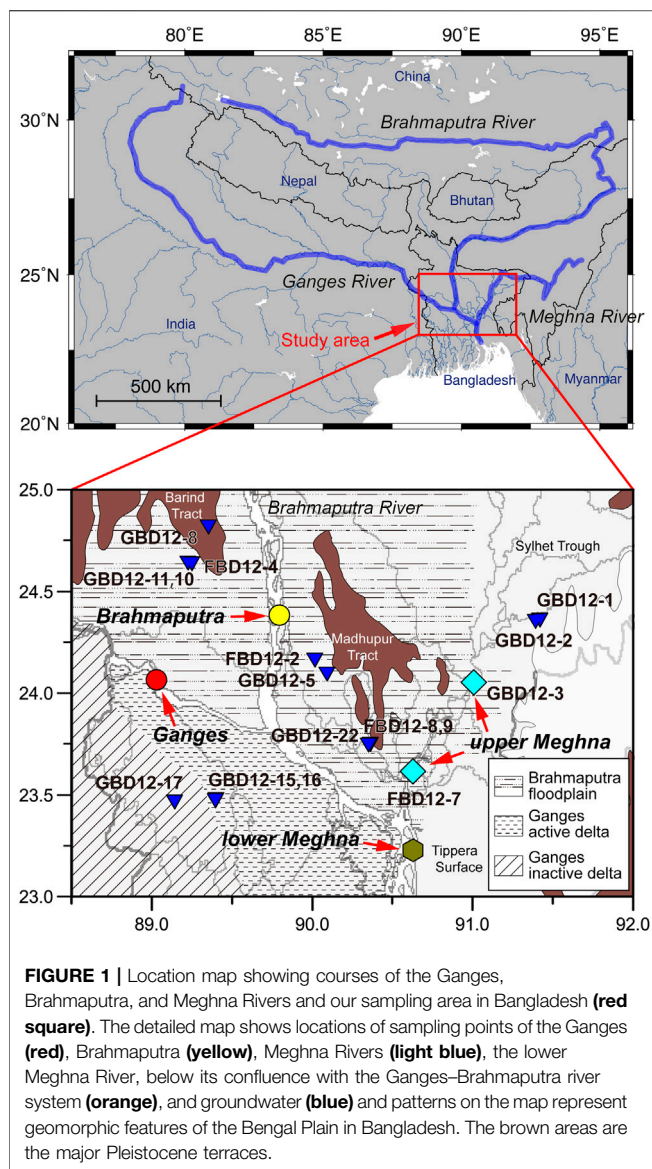 80°E 85°E 90°E 95°E
China
30°N
Brahmaputra River
Nepal
Bhutan
25°N
Ganges River
Meghna River
India
Study area
500 km
Bangladesh
Myanmar
20°N
25.0
Barind
Tract
Brahmaputra River
GBD12-8
Sylhet Trough
24.5
FBD12-4
GBD12-11,10
GBD12-1
Brahmaputra
GBD12-2
Madhupur
Tract
FBD12-2
GBD12-5
24.0
GBD12-3
Ganges
FBD12-8,9
GBD12-22
upper Meghna
GBD12-15,16
GBD12-17
Brahmaputra
floodplain
23.5
FBD12-7
Ganges
active delta
lower Meghna
Tippera
Surface
Ganges
inactive delta
23.0
89.0 90.0 91.0 92.0
FIGURE 1 | Location map showing courses of the Ganges,
Brahmaputra, and Meghna Rivers and our sampling area in Bangladesh (red
square). The detailed map shows locations of sampling points of the Ganges
(red), Brahmaputra (yellow), Meghna Rivers (light blue), the lower
Meghna River, below its confluence with the Ganges–Brahmaputra river
system (orange), and groundwater (blue) and patterns on the map represent
geomorphic features of the Bengal Plain in Bangladesh. The brown areas are
the major Pleistocene terraces.